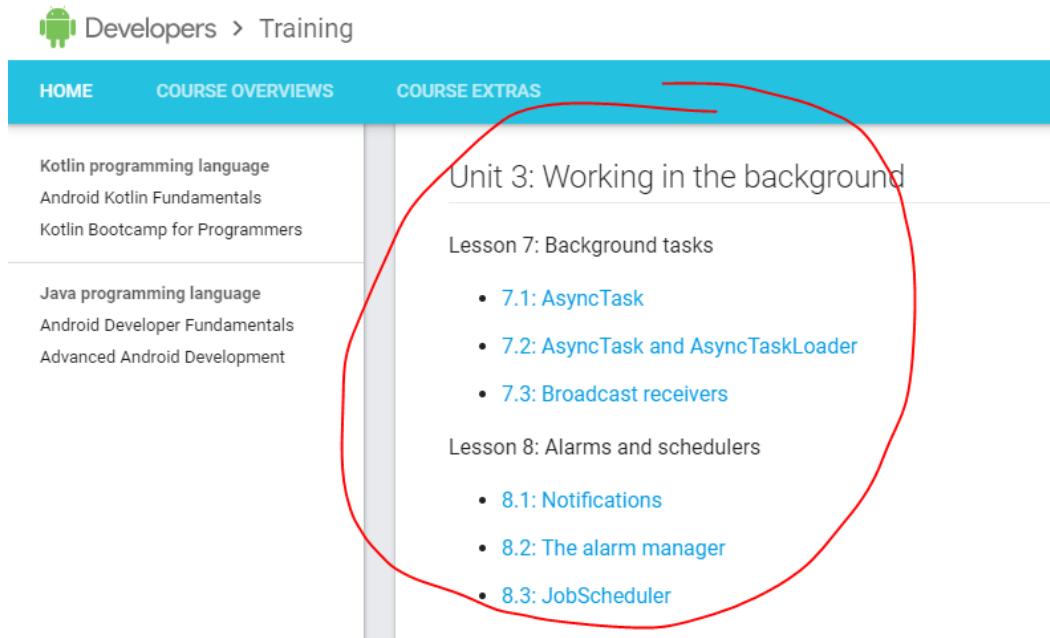 Developers > Training
HOME COURSE OVERVIEWS COURSE EXTRAS
Kotlin programming language
Android Kotlin Fundamentals
Kotlin Bootcamp for Programmers
Java programming language
Android Developer Fundamentals
Advanced Android Development
Unit 3: Working in the background
Lesson 7: Background tasks
• 7.1: AsyncTask
• 7.2: AsyncTask and AsyncTaskLoader
• 7.3: Broadcast receivers
Lesson 8: Alarms and schedulers
• 8.1: Notifications
• 8.2: The alarm manager
• 8.3: JobScheduler